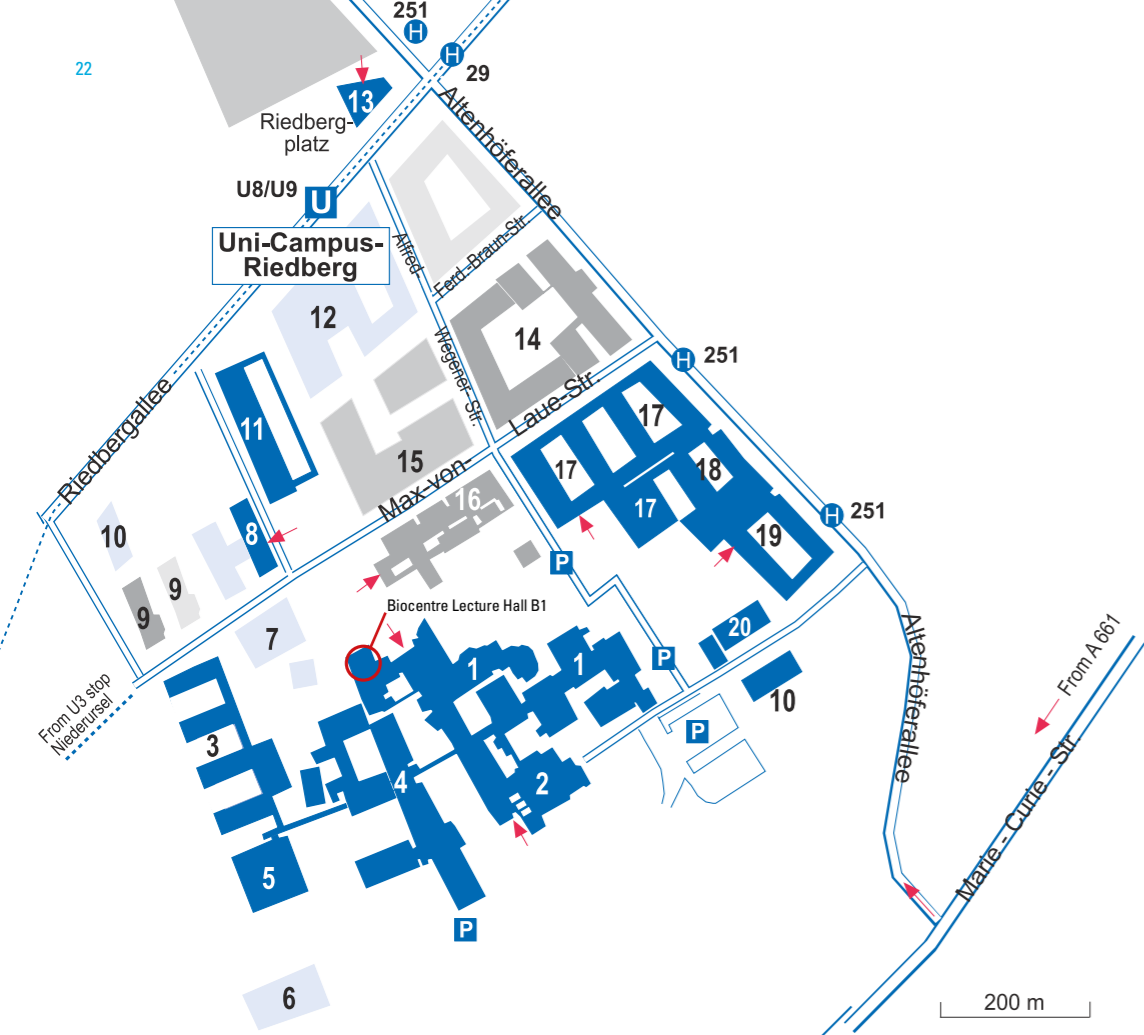 251
22
29
13
Riedberg-
platz
Altenhöferallee
U8/U9
U
Uni-Campus-
Riedberg
Alfred-
Ferd.-Braun-Str.
12
14
Wegener Str.
H
251
Laue-Str.
Riedbergallee
11
17
15
17
18
Max-von-
16
17
H
251
10
8
19
P
9
9
Biocentre Lecture Hall B1
7
20
Altenhöferallee
From A 661
1
1
P
From U3 stop
Niederursel
10
3
P
4
2
Marie - Curie - Str.
5
P
6
200 m
H
H